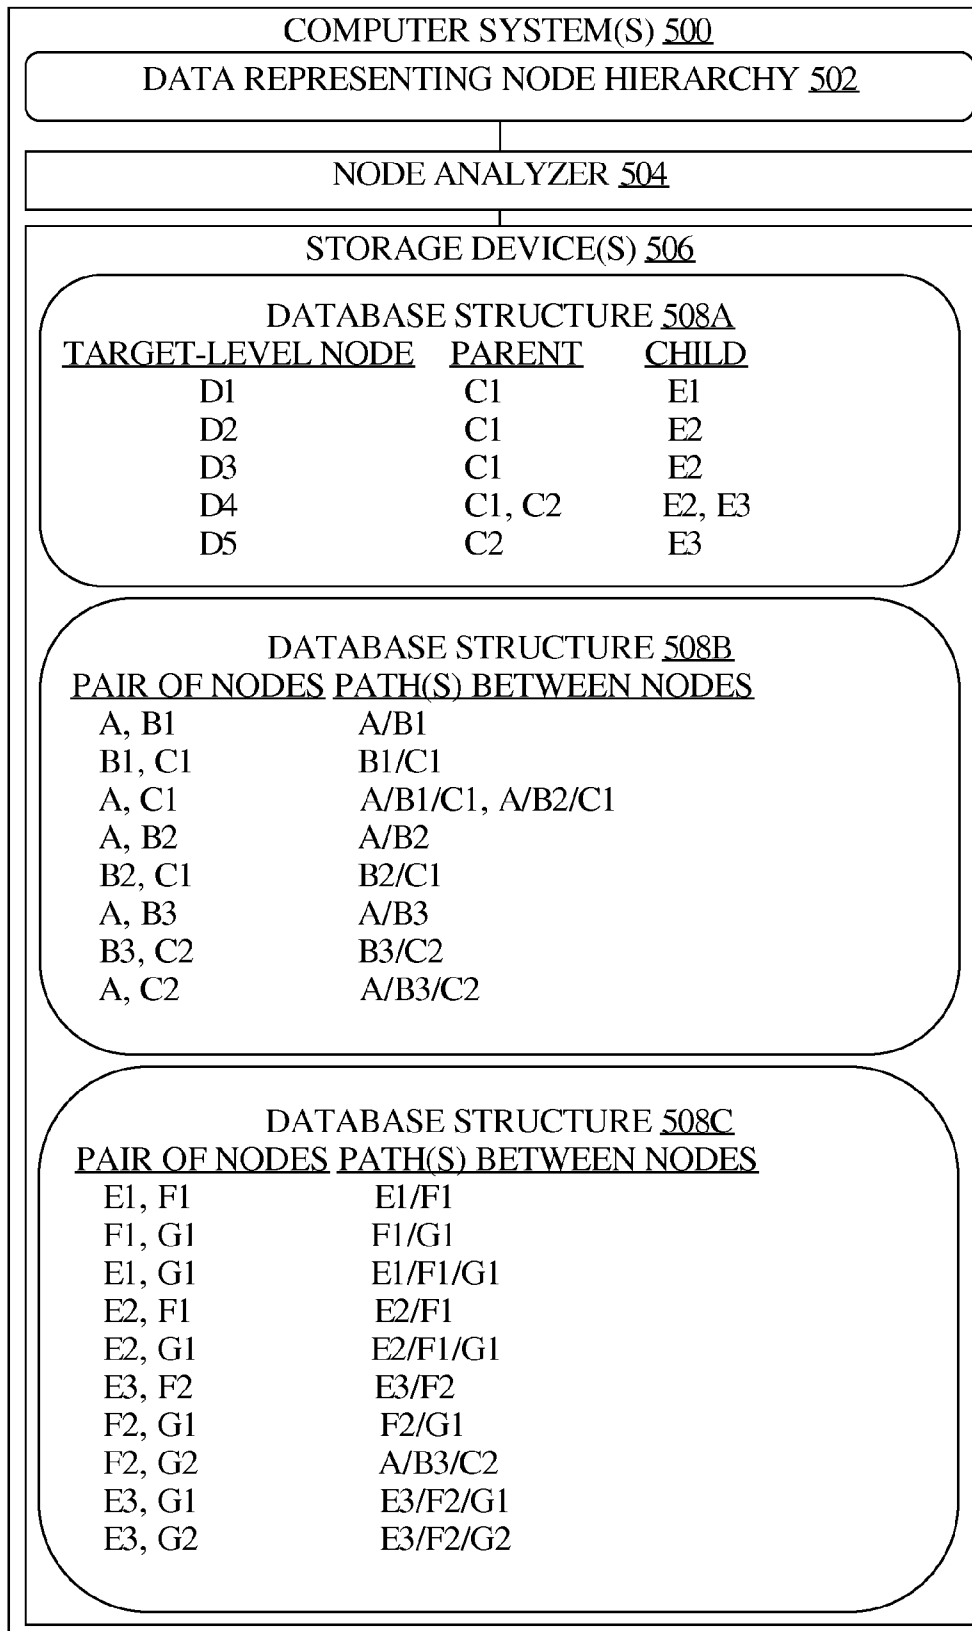 COMPUTER SYSTEM(S) 500
DATA REPRESENTING NODE HIERARCHY 502
NODE ANALYZER 504
STORAGE DEVICE(S) 506
DATABASE STRUCTURE 508A
TARGET-LEVEL NODE PARENT CHILD
D1 C1 E1
D2 C1 E2
D3 C1 E2
D4 C1, C2 E2, E3
D5 C2 E3
DATABASE STRUCTURE 508B
PAIR OF NODES PATH(S) BETWEEN NODES
A, B1 A/B1
B1, C1 B1/C1
A, C1 A/B1/C1, A/B2/C1
A, B2 A/B2
B2, C1 B2/C1
A, B3 A/B3
B3, C2 B3/C2
A, C2 A/B3/C2
DATABASE STRUCTURE 508C
PAIR OF NODES PATH(S) BETWEEN NODES
E1, F1 E1/F1
F1, G1 F1/G1
E1, G1 E1/F1/G1
E2, F1 E2/F1
E2, G1 E2/F1/G1
E3, F2 E3/F2
F2, G1 F2/G1
F2, G2 A/B3/C2
E3, G1 E3/F2/G1
E3, G2 E3/F2/G2